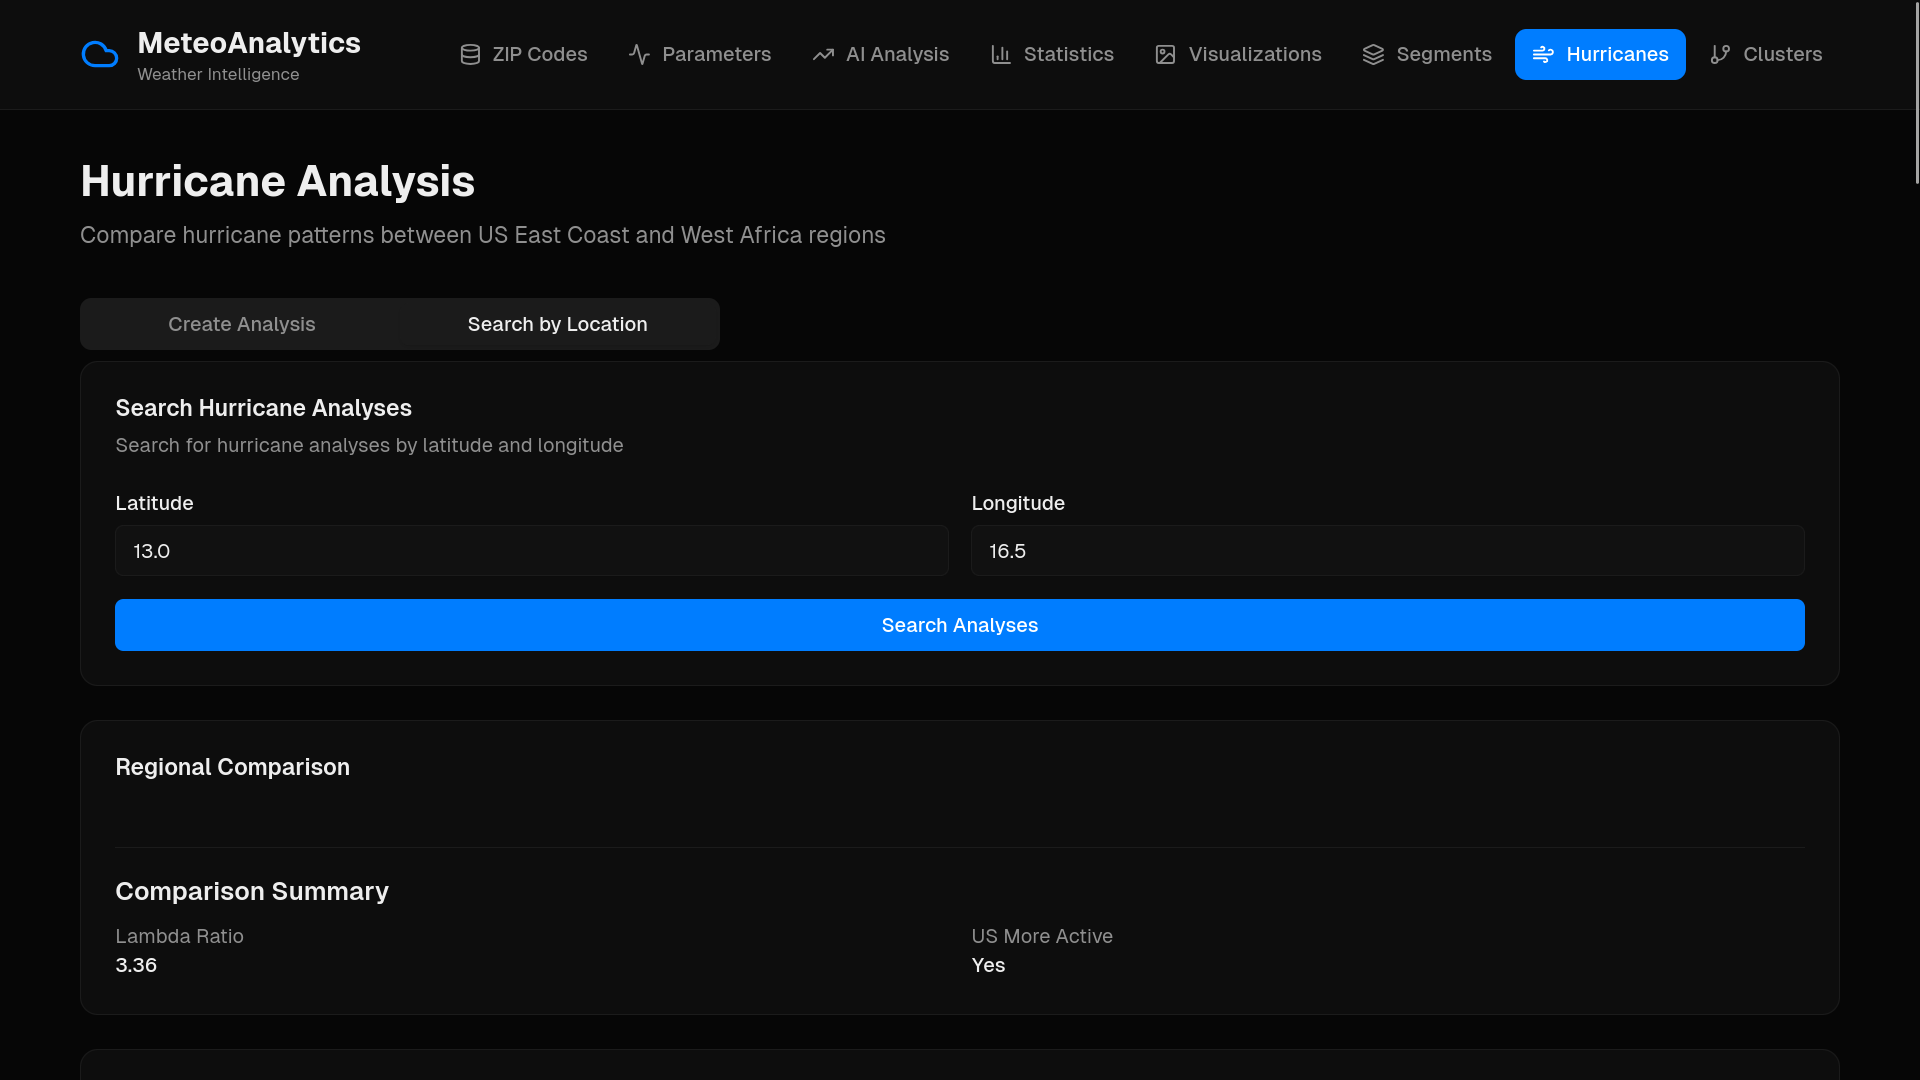 MeteoAnalytics
Weather Intelligence
ZIP Codes
Parameters
AI Analysis
Statistics
Visualizations
Segments
Hurricanes
Clusters
Hurricane Analysis
Compare hurricane patterns between US East Coast and West Africa regions
Create Analysis
Search by Location
Search Hurricane Analyses
Search for hurricane analyses by latitude and longitude
Latitude
Longitude
13.0
16.5
Search Analyses
Regional Comparison
Comparison Summary
Lambda Ratio
US More Active
3.36
Yes